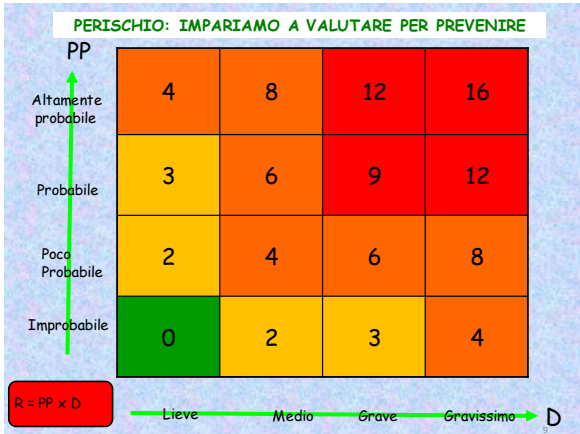 PERISCHIO: IMPARIAMO A VALUTARE PER PREVENIRE
PP
Altamente
probabile
4 8 12 16
Probabile
3 6 9 12
Poco
Probabile
2 4 6 8
Improbabile
0 2 3 4
R = PP x D
Lieve Medio Grave Gravissimo D
9